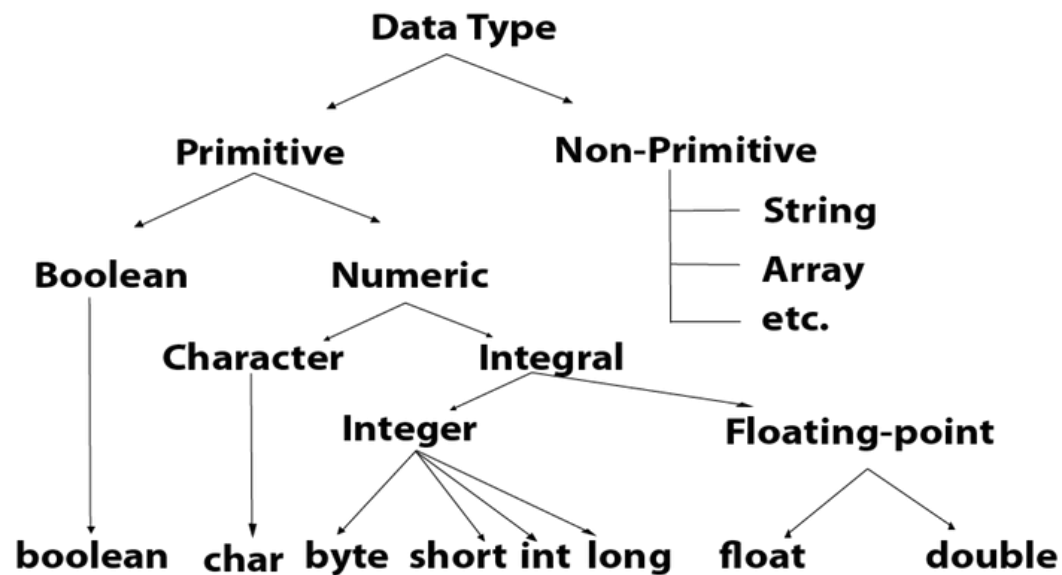 Data Type
Primitive
Non-Primitive
String
Array
etc.
Boolean
Numeric
Character
Integral
Integer
Floating-point
boolean
char
byte
short
int
long
float
double